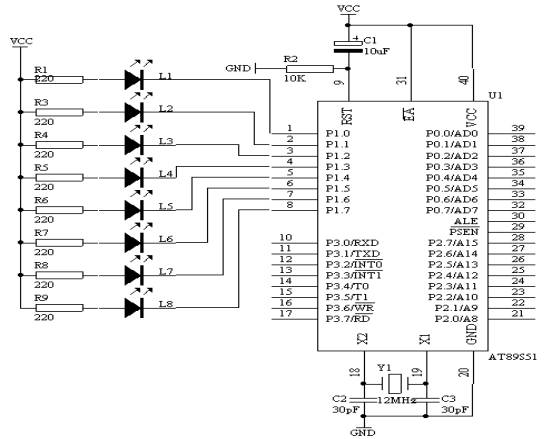 VCC
VCC
C1
10uF
R2
GND
10K
9
31
40
U1
RST
EA
VCC
R1
220
L1
R3
220
L2
R4
220
L3
R5
220
L4
R6
220
L5
R7
220
L6
R8
220
L7
R9
220
L8
1 P1.0 P0.0/AD0 39
2 P1.1 P0.1/AD1 38
3 P1.2 P0.2/AD2 37
4 P1.3 P0.3/AD3 36
5 P1.4 P0.4/AD4 35
6 P1.5 P0.5/AD5 34
7 P1.6 P0.6/AD6 33
8 P1.7 P0.7/AD7 32
ALE 30
PSEN 29
10 P3.0/RXD P2.7/A15 28
11 P3.1/TXD P2.6/A14 27
12 P3.2/INT0 P2.5/A13 26
13 P3.3/INT1 P2.4/A12 25
14 P3.4/T0 P2.3/A11 24
15 P3.5/T1 P2.2/A10 23
16 P3.6/WR P2.1/A9 22
17 P3.7/RD P2.0/A8 21
X2
X1
GND
AT89S51
18
Y1
19
20
12MHz
C2
30pF
C3
30pF
GND